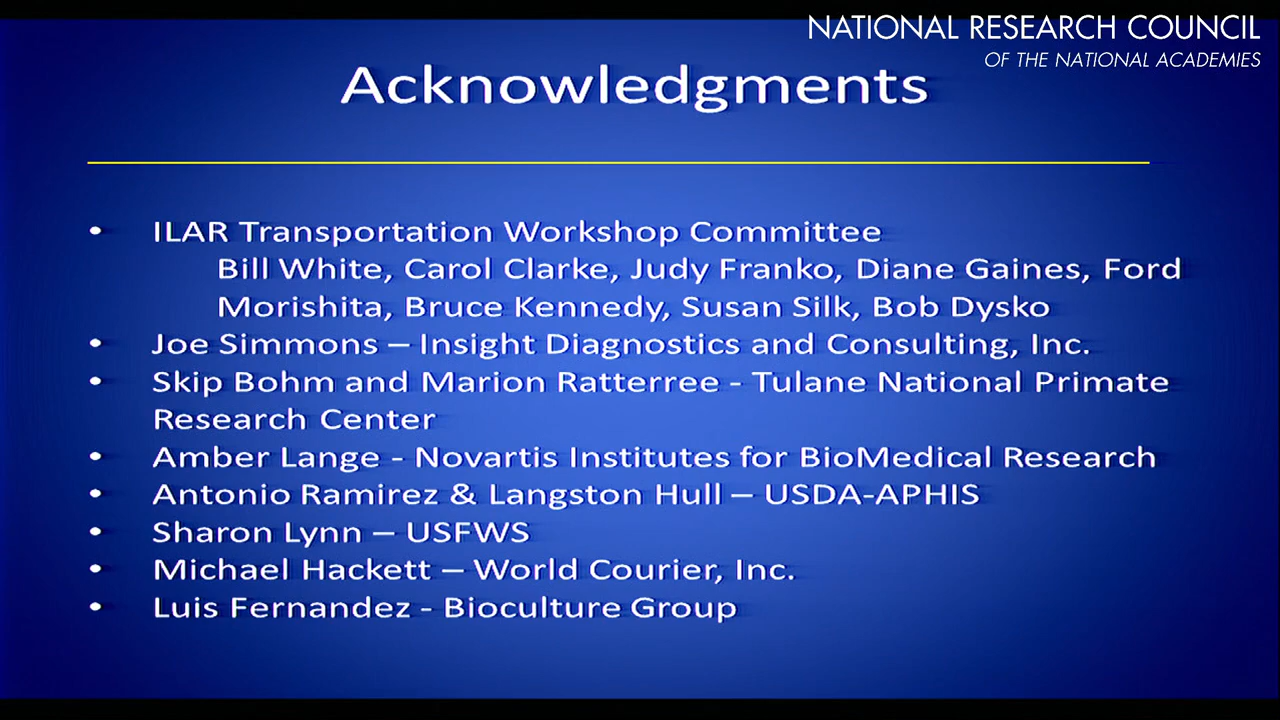 NATIONAL RESEARCH COUNCIL
OF THE NATIONAL ACADEMIES
Acknowledgments
• ILAR Transportation Workshop Committee
Bill White, Carol Clarke, Judy Franko, Diane Gaines, Ford
Morishita, Bruce Kennedy, Susan Silk, Bob Dysko
• Joe Simmons – Insight Diagnostics and Consulting, Inc.
• Skip Bohm and Marion Ratterree - Tulane National Primate
Research Center
• Amber Lange - Novartis Institutes for BioMedical Research
• Antonio Ramirez & Langston Hull – USDA-APHIS
• Sharon Lynn – USFWS
• Michael Hackett – World Courier, Inc.
• Luis Fernandez - Bioculture Group